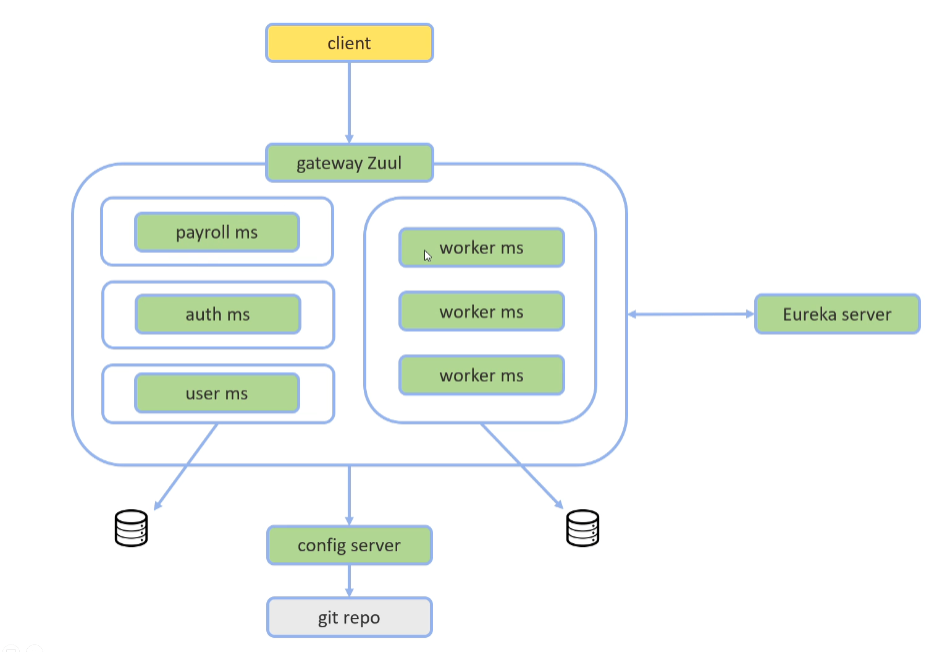 client
gateway Zuul
payroll ms
auth ms
user ms
worker ms
worker ms
worker ms
Eureka server
config server
git repo